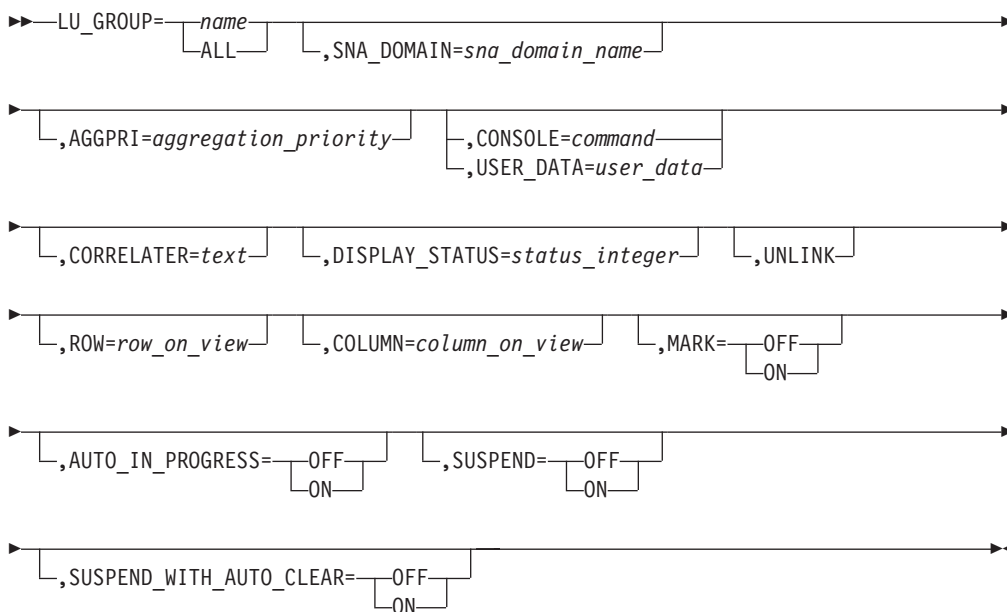 LU_GROUP= name ,SNA_DOMAIN=sna_domain_name
ALL
,AGGPRI=aggregation_priority ,CONSOLE=command
,USER_DATA=user_data
,CORRELATER=text ,DISPLAY_STATUS=status_integer ,UNLINK
,ROW=row_on_view ,COLUMN=column_on_view ,MARK= OFF
ON
,AUTO_IN_PROGRESS= OFF ,SUSPEND= OFF
ON ON
,SUSPEND_WITH_AUTO_CLEAR= OFF
ON